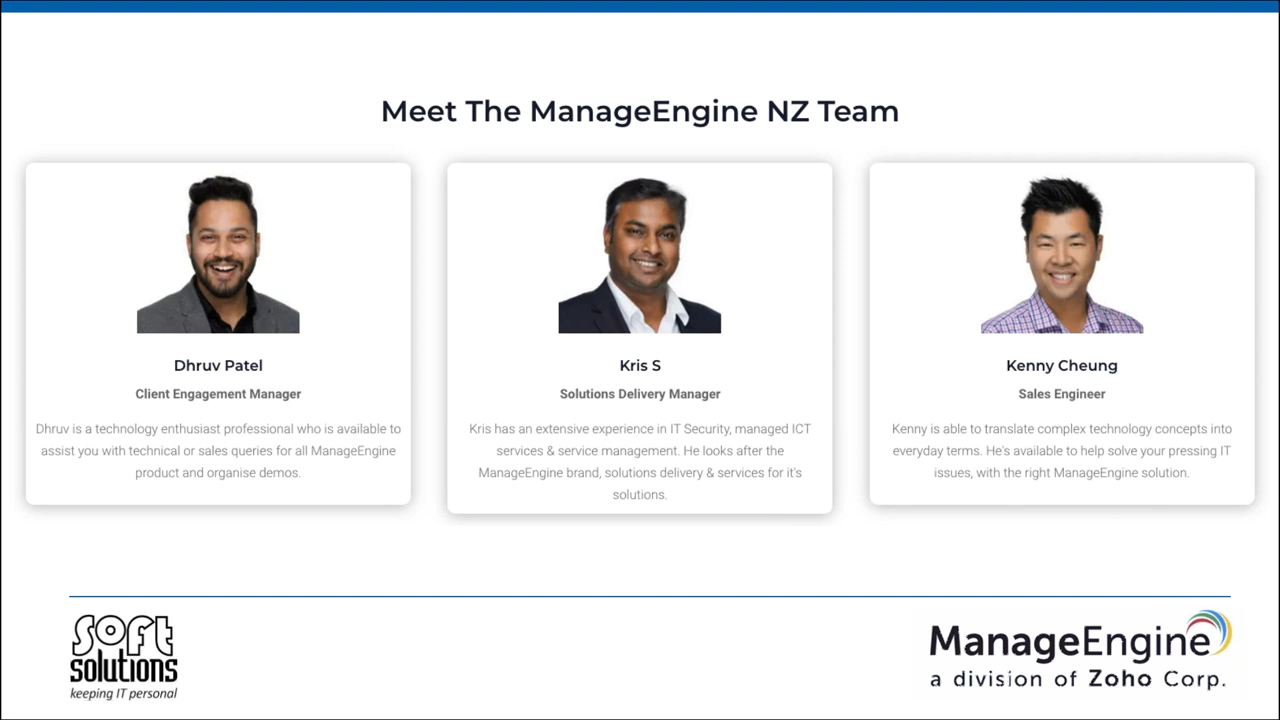 Meet The ManageEngine NZ Team
Dhruv Patel
Client Engagement Manager
Dhruv is a technology enthusiast professional who is available to
assist you with technical or sales queries for all ManageEngine
product and organise demos.
Kris S
Solutions Delivery Manager
Kris has an extensive experience in IT Security, managed ICT
services & service management. He looks after the
ManageEngine brand, solutions delivery & services for it's
solutions.
Kenny Cheung
Sales Engineer
Kenny is able to translate complex technology concepts into
everyday terms. He's available to help solve your pressing IT
issues, with the right ManageEngine solution.
soft
solutions
keeping IT personal
ManageEngine
a division of Zoho Corp.